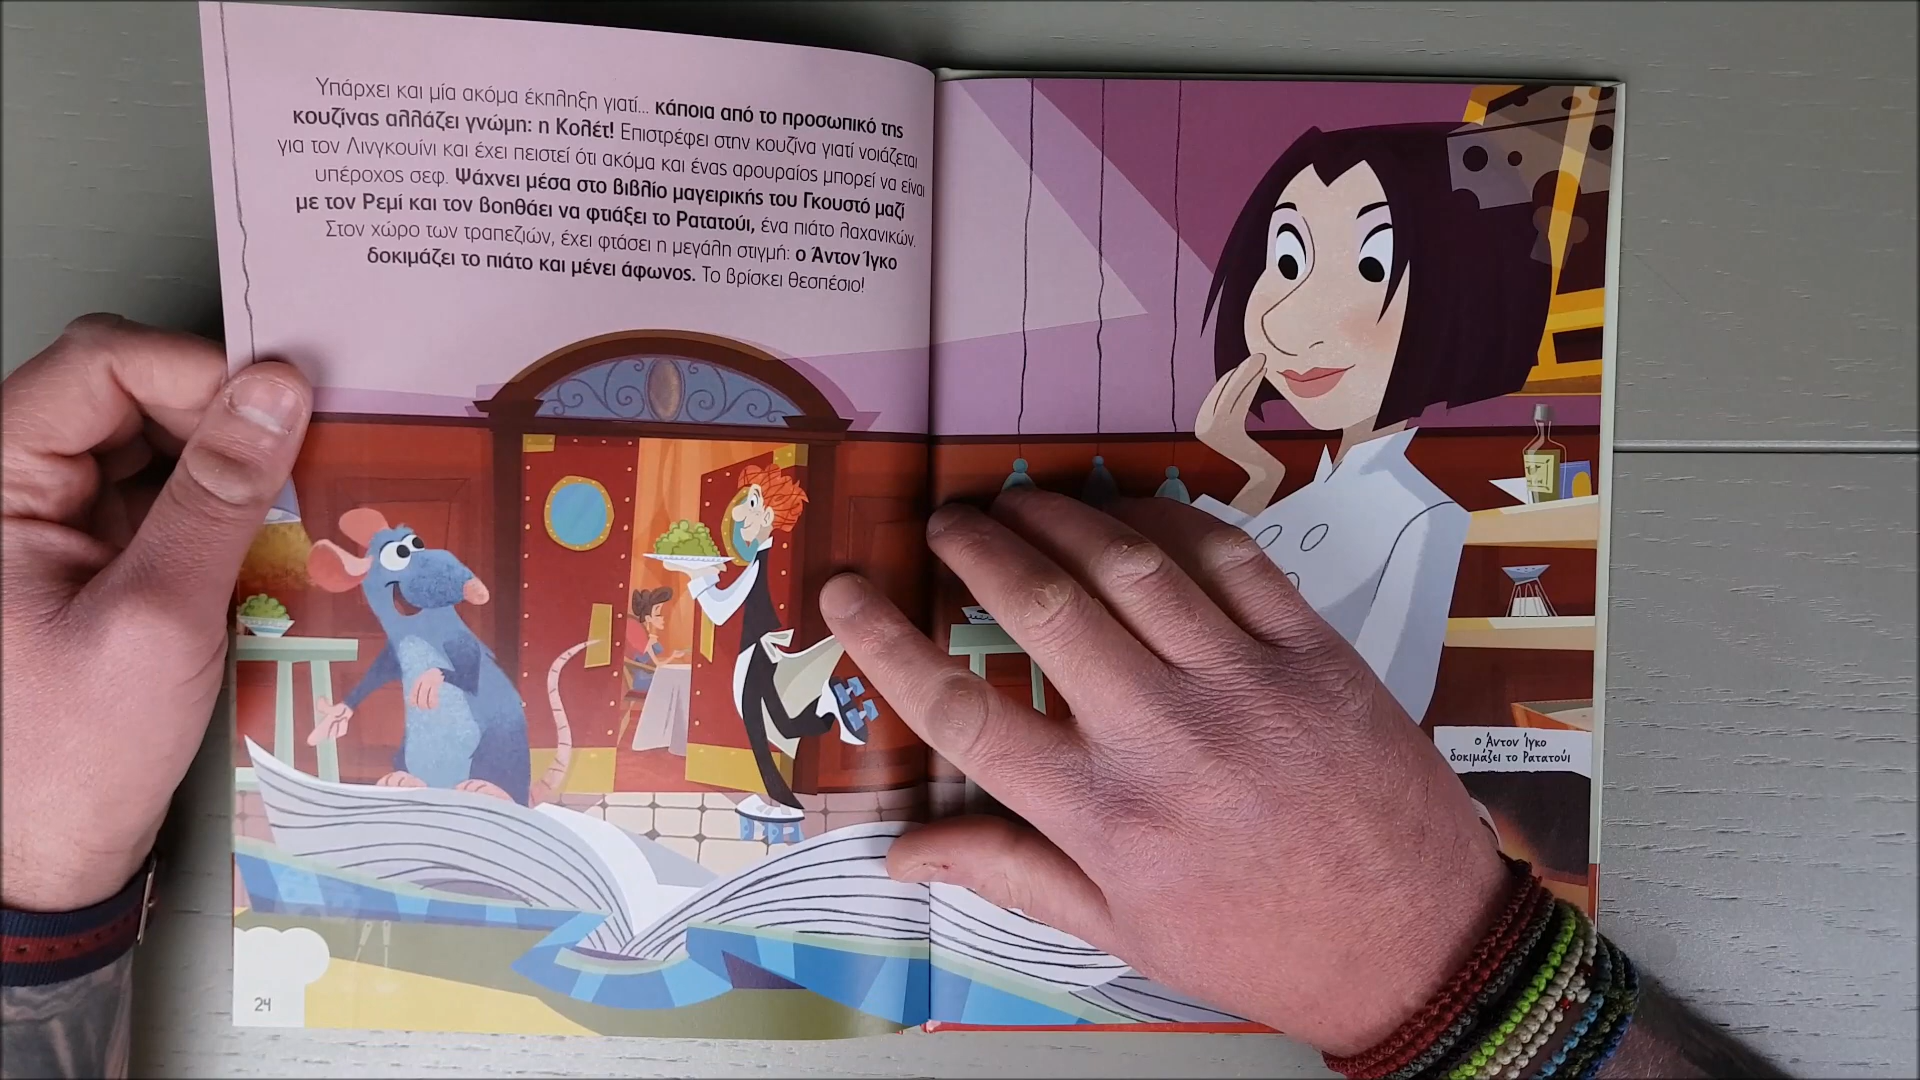 Υπάρχει και μία ακόμα έκπληξη γιατί... κάποια από το προσωπικό της
κουζίνας αλλάζει γνώμη: η Κολέτ! Επιστρέφει στην κουζίνα γιατί νοιάζεται
για τον Λινγκουίνι και έχει πειστεί ότι ακόμα και ένας αρουραίος μπορεί να είναι
υπέροχος σεφ. Ψάχνει μέσα στο βιβλίο μαγειρικής του Γκουστό μαζί
με τον Ρεμί και τον βοηθάει να φτιάξει το Ρατατούι, ένα πιάτο λαχανικών.
Στον χώρο των τραπεζιών, έχει φτάσει η μεγάλη στιγμή: ο Άντον Ίγκο
δοκιμάζει το πιάτο και μένει άφωνος. Το βρίσκει θεσπέσιο!
24
ο Άντον Ίγκο
δοκιμάζει το Ρατατούι